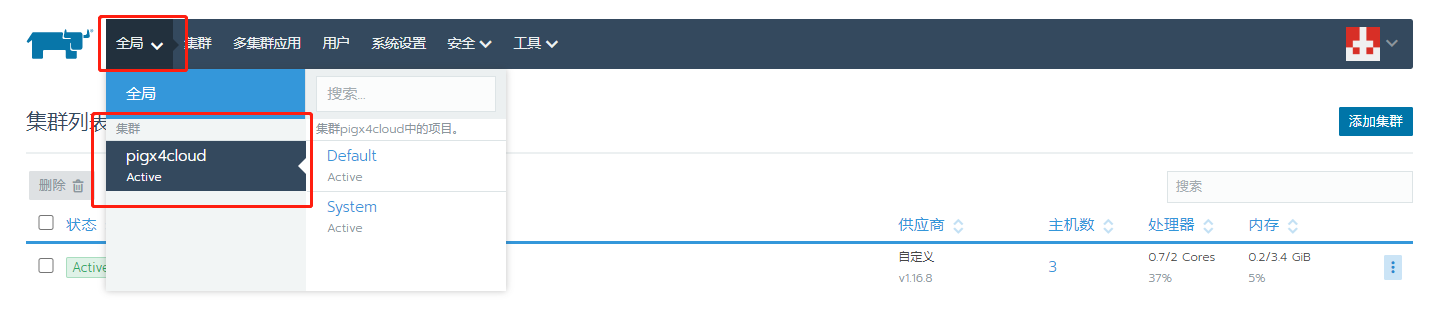 全局 集群 多集群应用 用户 系统设置 安全 工具
全局
搜索...
集群列表
添加集群
集群
集群pigx4cloud中的项目。
pigx4cloud
Active
Default
Active
删除
搜索
System
Active
状态
供应商 主机数 处理器 内存
Active
自定义
v1.16.8
3
0.7/2 Cores
37%
0.2/3.4 GiB
5%